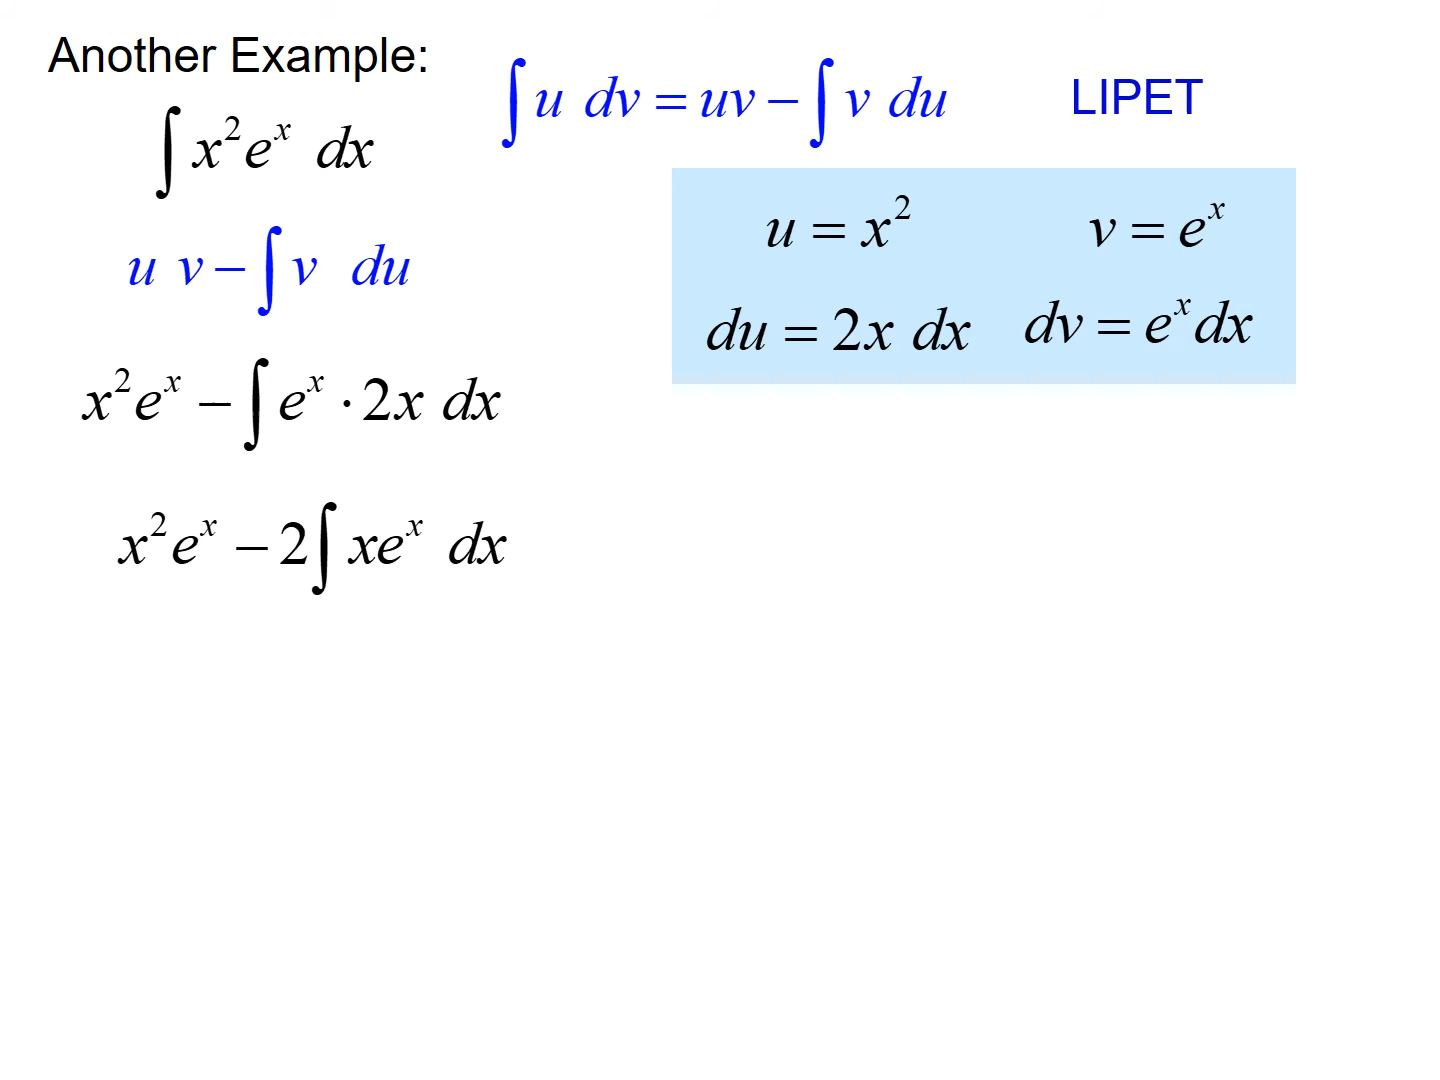 Another Example:
∫ u dv = uv − ∫ v du
LIPET
∫ x²eˣ dx
u v − ∫ v du
x²eˣ − ∫ eˣ · 2x dx
x²eˣ − 2∫ xeˣ dx
u = x² v = eˣ
du = 2x dx dv = eˣdx